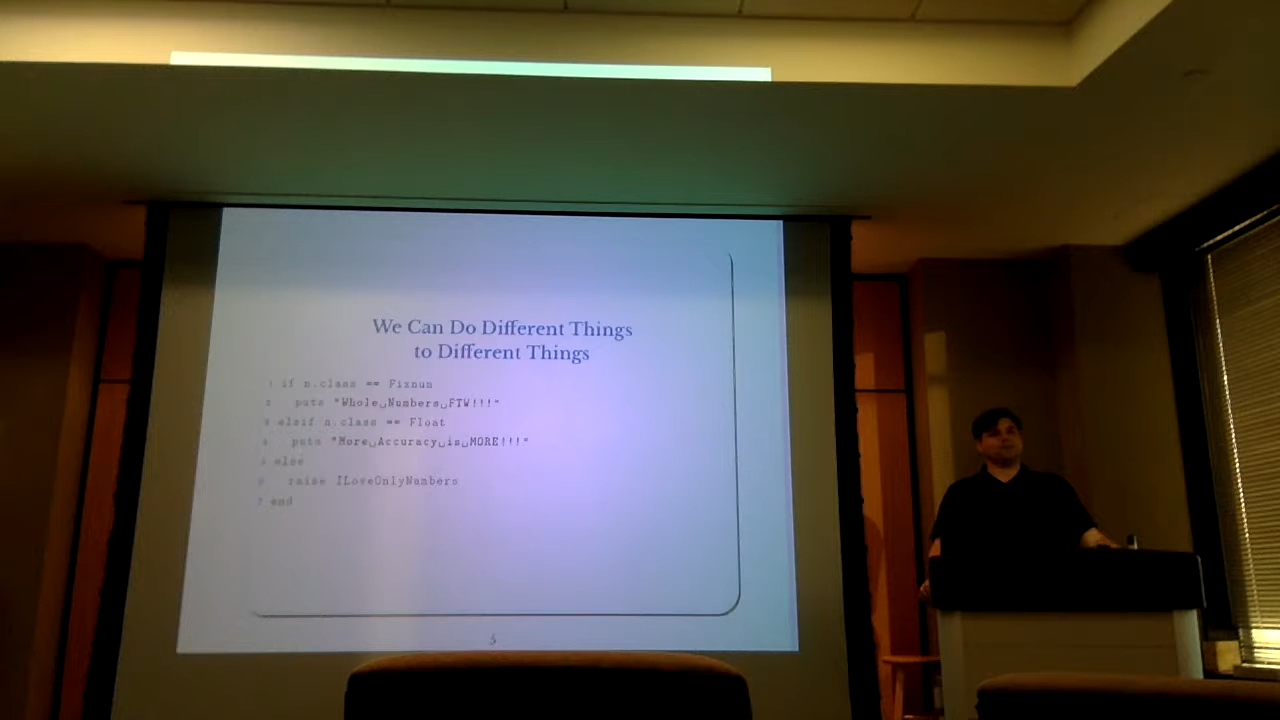 We Can Do Different Things
to Different Things
1 if n.class == Fixnum
2 puts "Whole␣Numbers␣FTW!!!"
3 elsif n.class == Float
4 puts "More␣Accuracy␣is␣MORE!!!"
5 else
6 raise ILoveOnlyNumbers
7 end
5